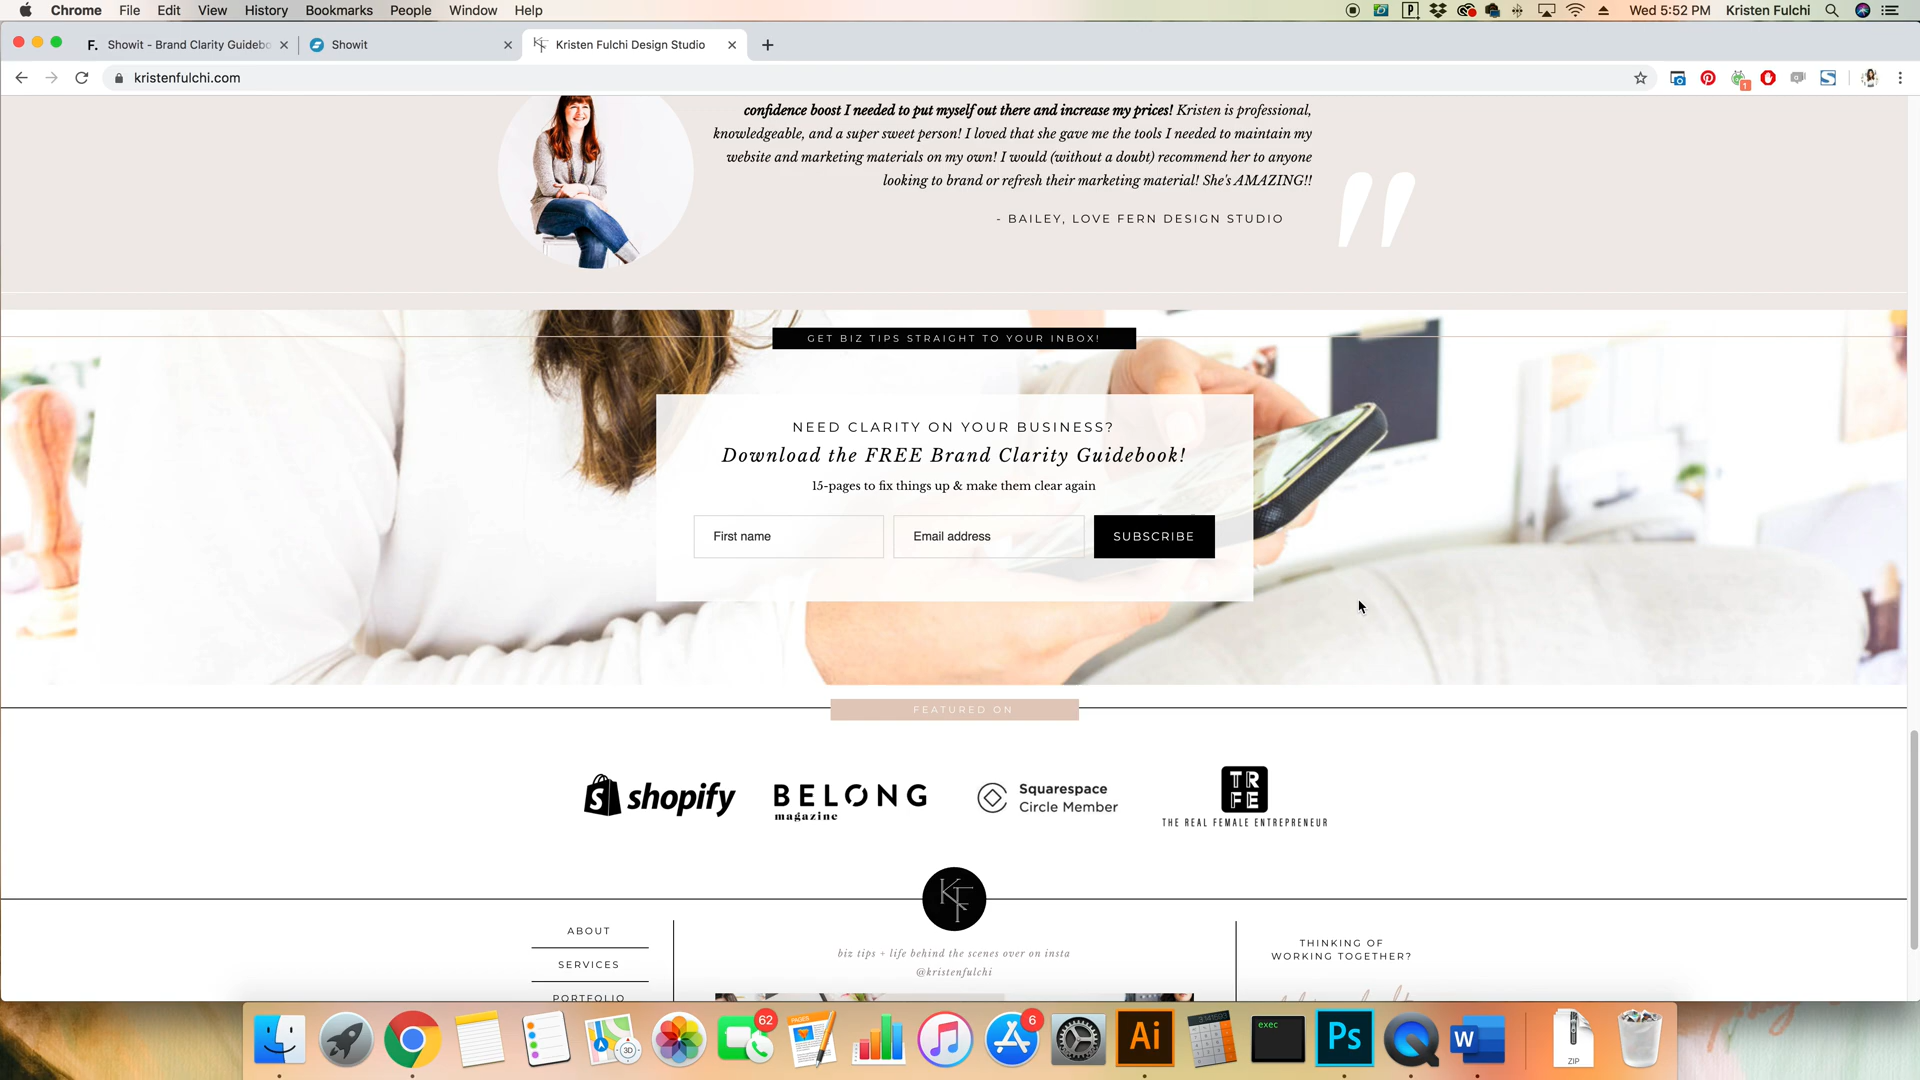 Chrome File Edit View History Bookmarks People Window Help
Wed 5:52 PM Kristen Fulchi
F. Showit - Brand Clarity Guidebo
Showit
Kristen Fulchi Design Studio
kristenfulchi.com
1
confidence boost I needed to put myself out there and increase my prices! Kristen is professional,
knowledgeable, and a super sweet person! I loved that she gave me the tools I needed to maintain my
website and marketing materials on my own! I would (without a doubt) recommend her to anyone
looking to brand or refresh their marketing material! She's AMAZING!!
- BAILEY, LOVE FERN DESIGN STUDIO
"
GET BIZ TIPS STRAIGHT TO YOUR INBOX!
NEED CLARITY ON YOUR BUSINESS?
Download the FREE Brand Clarity Guidebook!
15-pages to fix things up & make them clear again
First name
Email address
SUBSCRIBE
FEATURED ON
shopify
BELONG
magazine
Squarespace
Circle Member
TR
FE
THE REAL FEMALE ENTREPRENEUR
KF
ABOUT
SERVICES
PORTFOLIO
biz tips + life behind the scenes over on insta
@kristenfulchi
THINKING OF
WORKING TOGETHER?
62
PAGES
6
3D
Ai
exec
Ps
W
ZIP